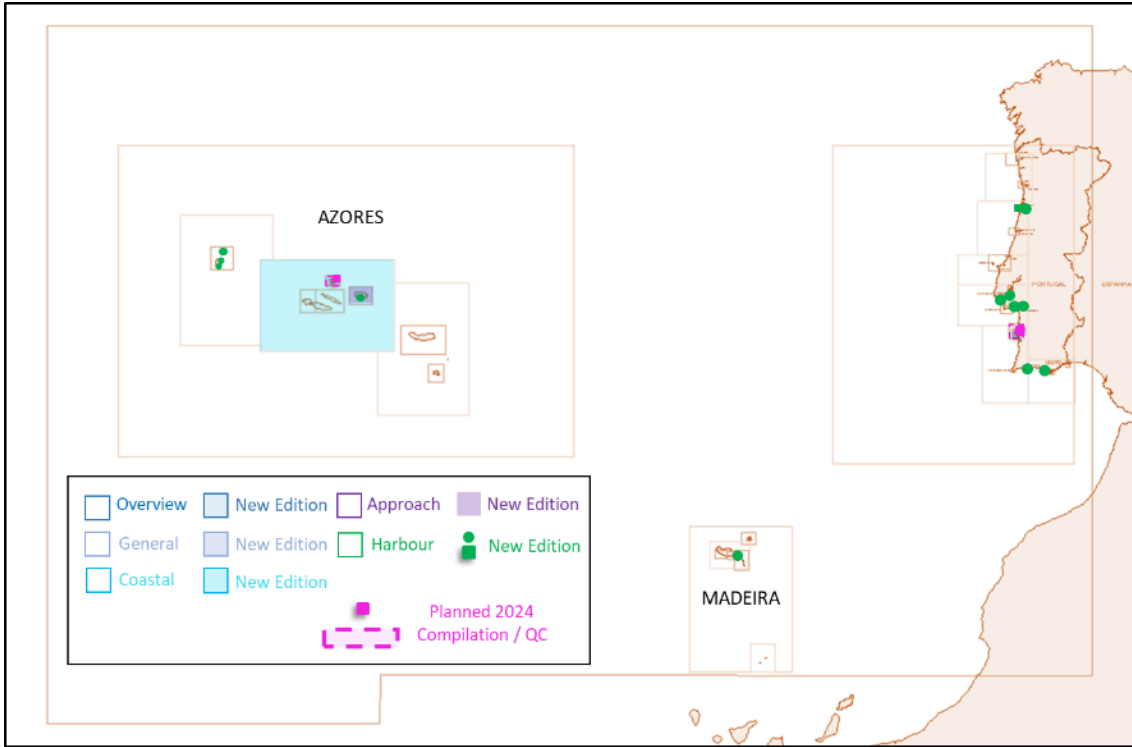 AZORES
PORTUGAL
ESPANHA
MADEIRA
Overview
New Edition
Approach
New Edition
General
New Edition
Harbour
New Edition
Coastal
New Edition
Planned 2024
Compilation / QC